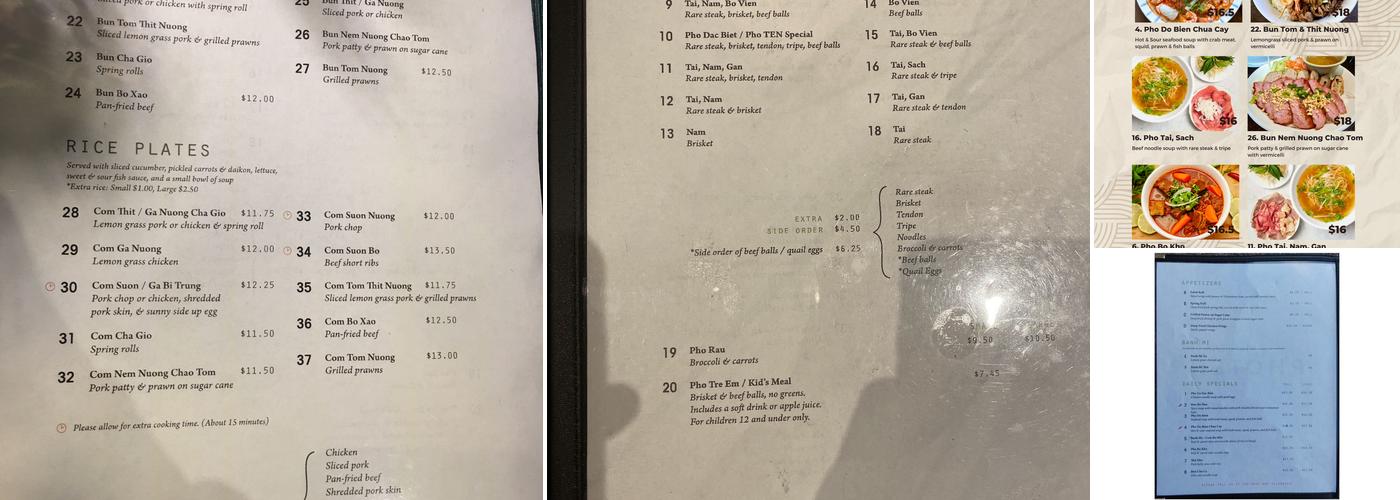 Sliced pork or chicken with spring roll
22 Bun Tom Thit Nuong
Sliced lemon grass pork & grilled prawns
23 Bun Cha Gio
Spring rolls
24 Bun Bo Xao $12.00
Pan-fried beef
25 Bun Thit / Ga Nuong
Sliced pork or chicken
26 Bun Nem Nuong Chao Tom
Pork patty & prawn on sugar cane
27 Bun Tom Nuong $12.50
Grilled prawns
RICE PLATES
Served with sliced cucumber, pickled carrots & daikon, lettuce,
sweet & sour fish sauce, and a small bowl of soup
*Extra rice: Small $1.00, Large $2.50
28 Com Thit / Ga Nuong Cha Gio $11.75
Lemon grass pork or chicken & spring roll
29 Com Ga Nuong $12.00
Lemon grass chicken
30 Com Suon / Ga Bi Trung $12.25
Pork chop or chicken, shredded
pork skin, & sunny side up egg
31 Com Cha Gio $11.50
Spring rolls
32 Com Nem Nuong Chao Tom $11.50
Pork patty & prawn on sugar cane
33 Com Suon Nuong $12.00
Pork chop
34 Com Suon Bo $13.50
Beef short ribs
35 Com Tom Thit Nuong $11.75
Sliced lemon grass pork & grilled prawns
36 Com Bo Xao $12.50
Pan-fried beef
37 Com Tom Nuong $13.00
Grilled prawns
Please allow for extra cooking time. (About 15 minutes)
Chicken
Sliced pork
Pan-fried beef
Shredded pork skin
9 Tai, Nam, Bo Vien
Rare steak, brisket, beef balls
10 Pho Dac Biet / Pho TEN Special
Rare steak, brisket, tendon, tripe, beef balls
11 Tai, Nam, Gan
Rare steak, brisket, tendon
12 Tai, Nam
Rare steak & brisket
13 Nam
Brisket
14 Bo Vien
Beef balls
15 Tai, Bo Vien
Rare steak & beef balls
16 Tai, Sach
Rare steak & tripe
17 Tai, Gan
Rare steak & tendon
18 Tai
Rare steak
EXTRA $2.00
SIDE ORDER $4.50
*Side order of beef balls / quail eggs $6.25
Rare steak
Brisket
Tendon
Tripe
Noodles
Broccoli & carrots
*Beef balls
*Quail Eggs
$9.50 $10.50
19 Pho Rau
Broccoli & carrots
$7.45
20 Pho Tre Em / Kid's Meal
Brisket & beef balls, no greens.
Includes a soft drink or apple juice.
For children 12 and under only.
$16.5
4. Pho Do Bien Chua Cay
Hot & Sour seafood soup with crab meat,
squid, prawn & fish balls
$18
22. Bun Tom & Thit Nuong
Lemongrass sliced pork & prawn on
vermicelli
$16
16. Pho Tai, Sach
Beef noodle soup with rare steak & tripe
$18
26. Bun Nem Nuong Chao Tom
Pork patty & grilled prawn on sugar cane
with vermicelli
$16.5
6. Pho Bo Kho
$16
11. Pho Tai, Nam, Gan
APPETIZERS
BANH MI
DAILY SPECIALS